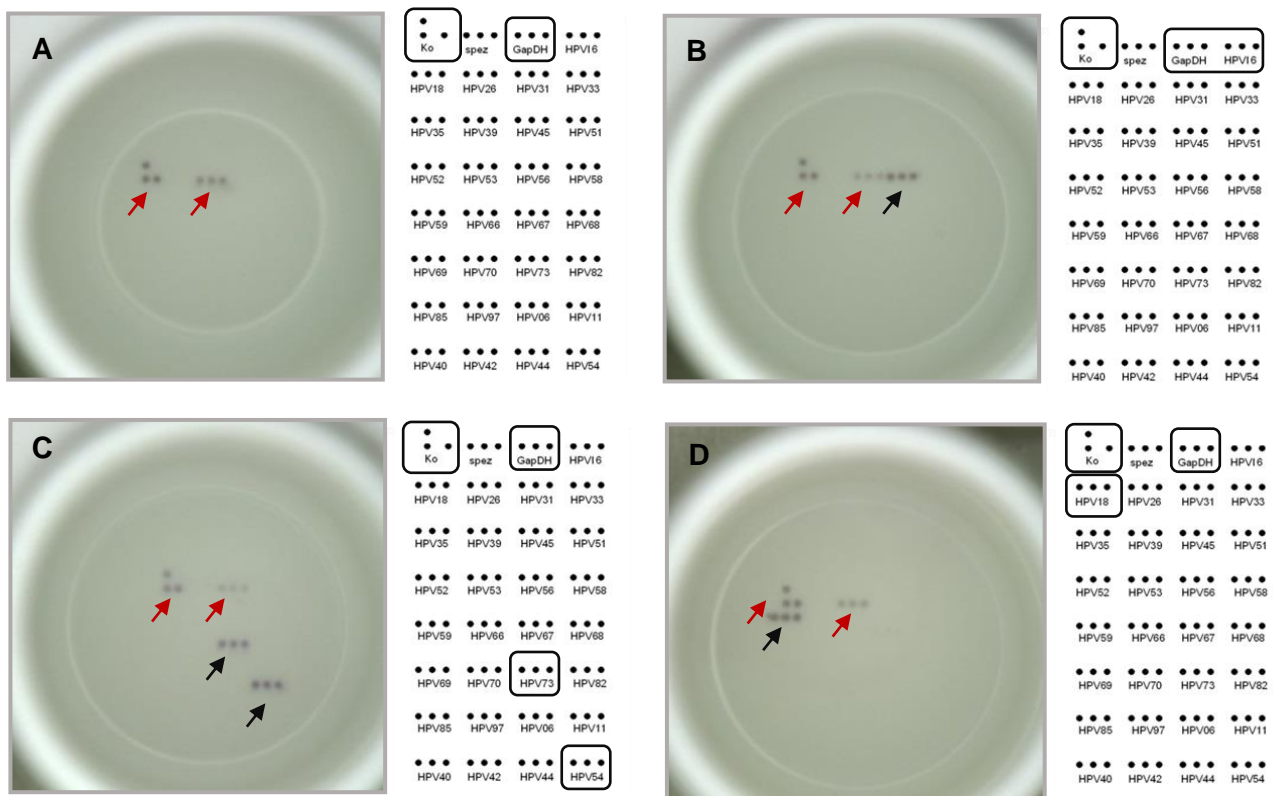 A
Ko spez GapDH HPV16
HPV18 HPV26 HPV31 HPV33
HPV35 HPV39 HPV45 HPV51
HPV52 HPV53 HPV56 HPV58
HPV59 HPV66 HPV67 HPV68
HPV69 HPV70 HPV73 HPV82
HPV85 HPV97 HPV06 HPV11
HPV40 HPV42 HPV44 HPV54
B
Ko spez GapDH HPV16
HPV18 HPV26 HPV31 HPV33
HPV35 HPV39 HPV45 HPV51
HPV52 HPV53 HPV56 HPV58
HPV59 HPV66 HPV67 HPV68
HPV69 HPV70 HPV73 HPV82
HPV85 HPV97 HPV06 HPV11
HPV40 HPV42 HPV44 HPV54
C
Ko spez GapDH HPV16
HPV18 HPV26 HPV31 HPV33
HPV35 HPV39 HPV45 HPV51
HPV52 HPV53 HPV56 HPV58
HPV59 HPV66 HPV67 HPV68
HPV69 HPV70 HPV73 HPV82
HPV85 HPV97 HPV06 HPV11
HPV40 HPV42 HPV44 HPV54
D
Ko spez GapDH HPV16
HPV18 HPV26 HPV31 HPV33
HPV35 HPV39 HPV45 HPV51
HPV52 HPV53 HPV56 HPV58
HPV59 HPV66 HPV67 HPV68
HPV69 HPV70 HPV73 HPV82
HPV85 HPV97 HPV06 HPV11
HPV40 HPV42 HPV44 HPV54